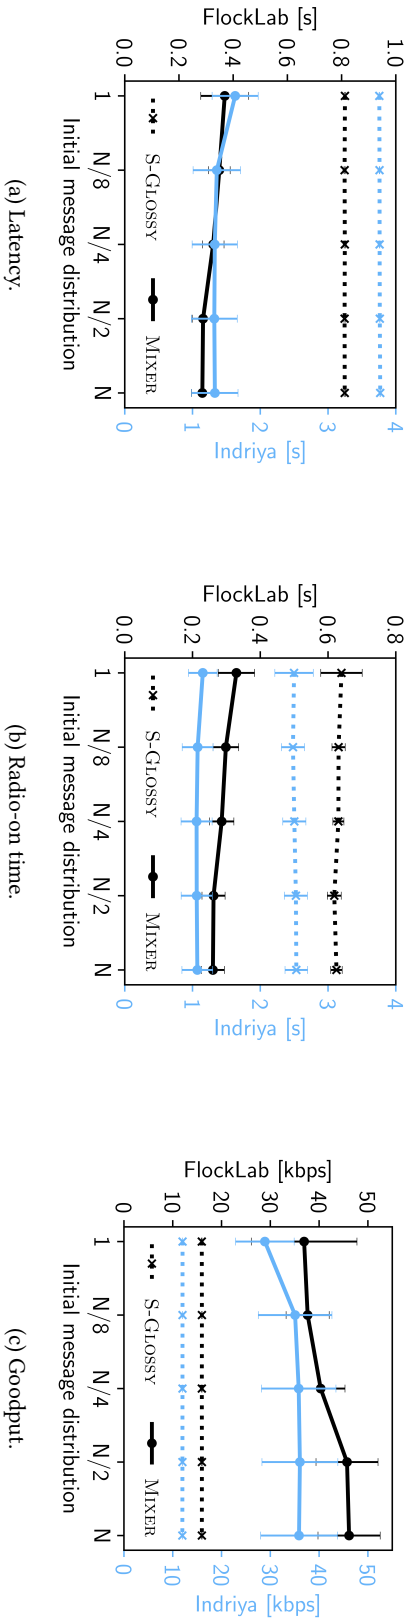 FlockLab [s]
0.0 0.2 0.4 0.6 0.8 1.0
1 N/8 N/4 N/2 N
Initial message distribution
S-Glossy Mixer
0 1 2 3 4
Indriya [s]
(a) Latency.
FlockLab [s]
0.0 0.2 0.4 0.6 0.8
1 N/8 N/4 N/2 N
Initial message distribution
S-Glossy Mixer
0 1 2 3 4
Indriya [s]
(b) Radio-on time.
FlockLab [kbps]
0 10 20 30 40 50
1 N/8 N/4 N/2 N
Initial message distribution
S-Glossy Mixer
0 10 20 30 40 50
Indriya [kbps]
(c) Goodput.